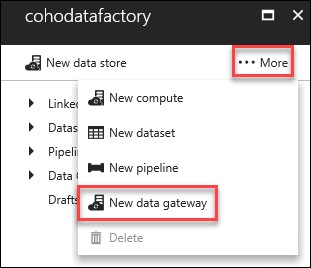 cohodatafactory
New data store
••• More
Linke
Datas
Pipelin
Data G
Drafts
New compute
New dataset
New pipeline
New data gateway
Delete